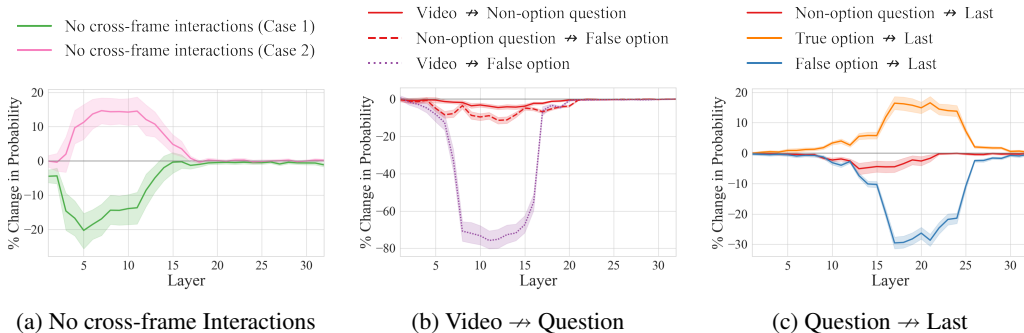 No cross-frame interactions (Case 1)
No cross-frame interactions (Case 2)
% Change in Probability
20
10
0
−10
−20
5 10 15 20 25 30
Layer
(a) No cross-frame Interactions
Video ↛ Non-option question
Non-option question ↛ False option
Video ↛ False option
% Change in Probability
0
−20
−40
−60
−80
5 10 15 20 25 30
Layer
(b) Video ↛ Question
Non-option question ↛ Last
True option ↛ Last
False option ↛ Last
% Change in Probability
20
10
0
−10
−20
−30
5 10 15 20 25 30
Layer
(c) Question ↛ Last